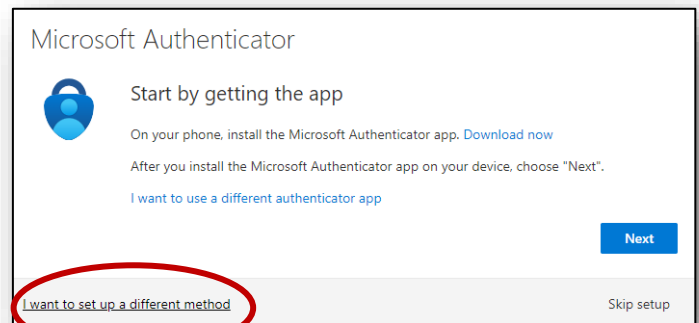 Microsoft Authenticator
Start by getting the app
On your phone, install the Microsoft Authenticator app. Download now
After you install the Microsoft Authenticator app on your device, choose "Next".
I want to use a different authenticator app
Next
I want to set up a different method
Skip setup